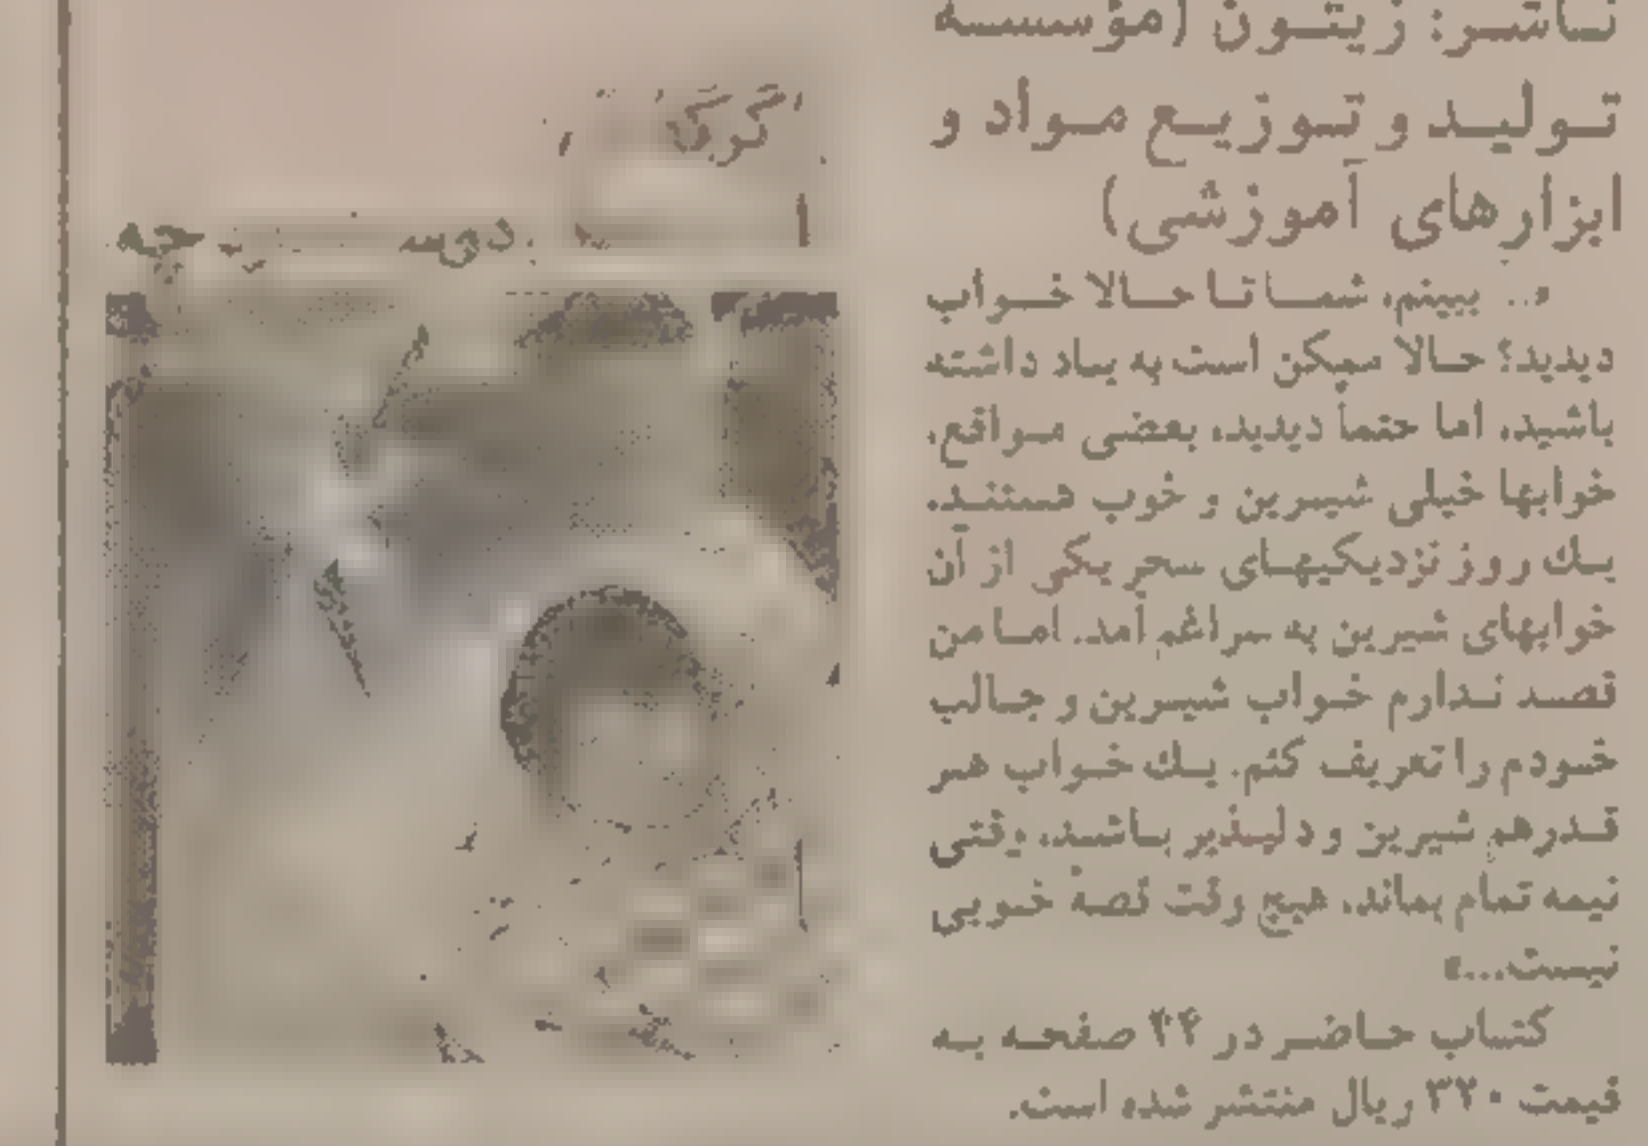 ناشر: زیتون (مؤسسه
تولید و توزیع مواد و
ابزارهای آموزشی)
«.. ببینم، شما تا حالا خواب
دیدید؟ حالا ممکن است به یاد داشته
باشید، اما حتماً دیدید، بعضی مواقع،
خوابها خیلی شیرین و خوب هستند.
یک روز نزدیکیهای سحر یکی از آن
خوابهای شیرین به سراغم آمد. اما من
قصد ندارم خواب شیرین و جالب
خودم را تعریف کنم. یک خواب هر
قدر هم شیرین و دلپذیر باشد، وقتی
نیمه تمام بماند، هیچ وقت قصهٔ خوبی
نیست...»
کتاب حاضر در ۲۴ صفحه به
قیمت ۳۲۰ ریال منتشر شده است.
گرگ